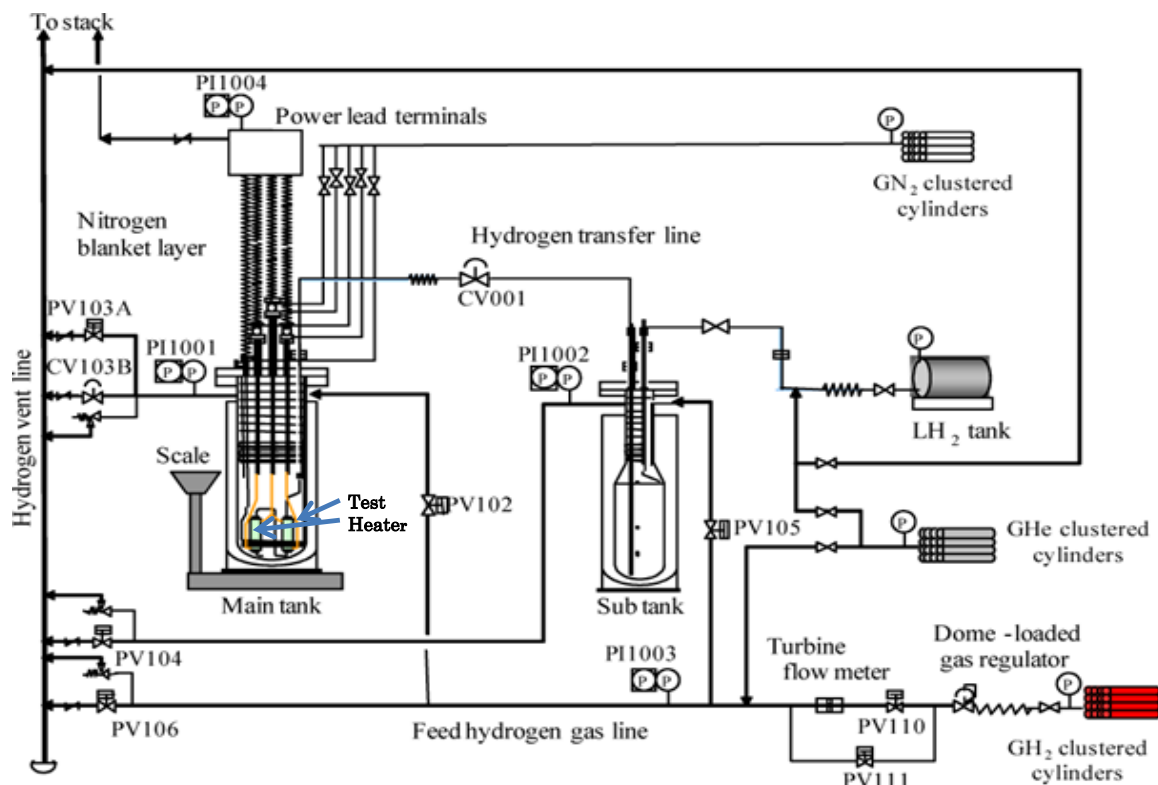 To stack
PI1004
P P
Power lead terminals
P
GN2 clustered
cylinders
Nitrogen
blanket layer
Hydrogen transfer line
CV001
PV103A
PI1001
P P
CV103B
PI1002
P P
P
LH2 tank
Hydrogen vent line
Scale
Test
Heater
PV102
PV105
P
GHe clustered
cylinders
Main tank
Sub tank
PV104
PI1003
P P
Turbine
flow meter
Dome -loaded
gas regulator
P
PV106
Feed hydrogen gas line
PV110
PV111
GH2 clustered
cylinders